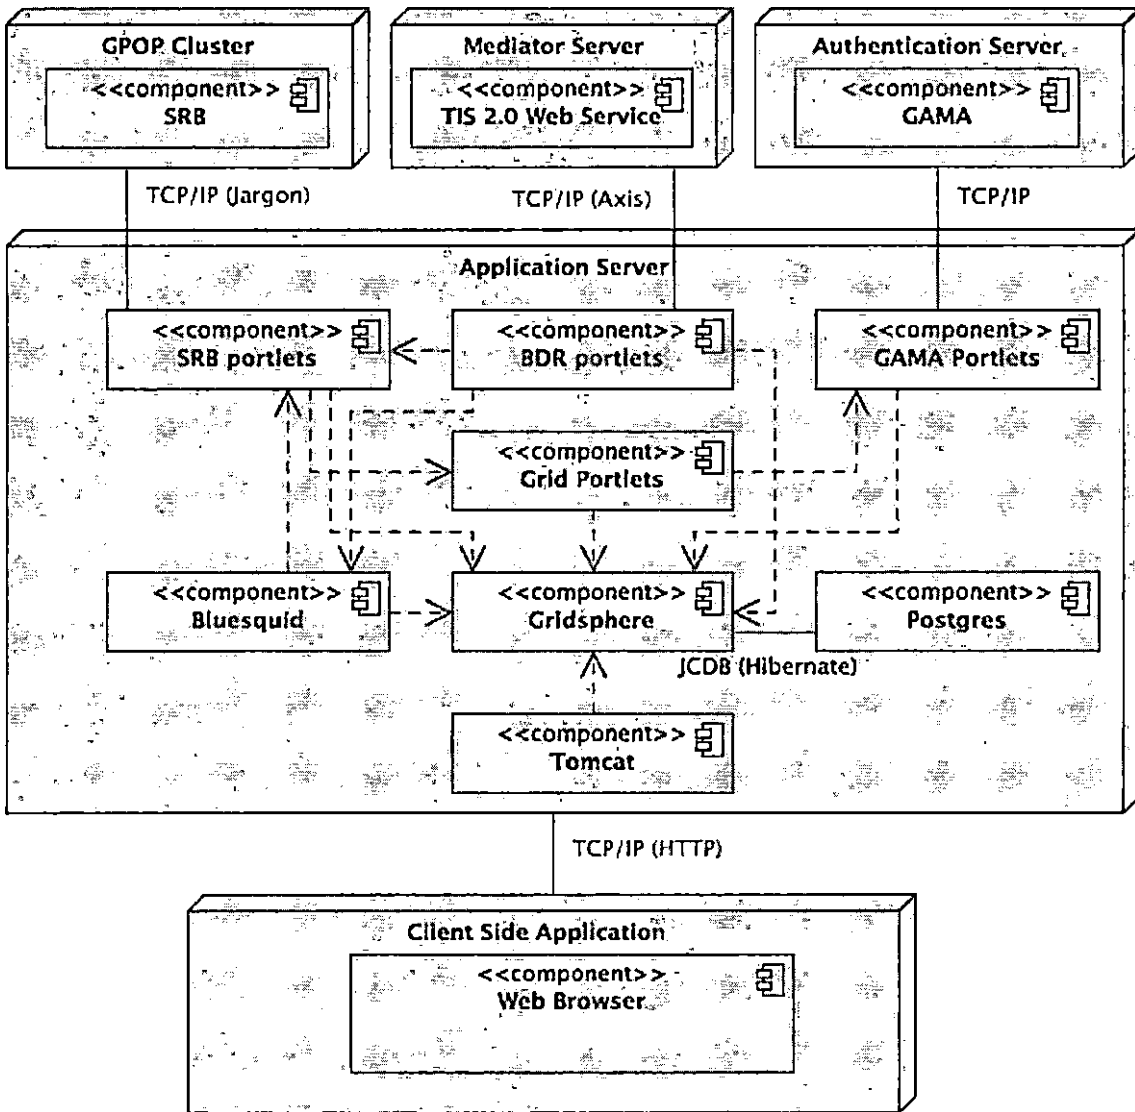 GPOP Cluster
<<component>>
SRB
Mediator Server
<<component>>
TIS 2.0 Web Service
Authentication Server
<<component>>
GAMA
TCP/IP (Jargon)
TCP/IP (Axis)
TCP/IP
Application Server
<<component>>
SRB portlets
<<component>>
BDR portlets
<<component>>
GAMA Portlets
<<component>>
Grid Portlets
<<component>>
Bluesquid
<<component>>
Gridsphere
<<component>>
Postgres
JCDB (Hibernate)
<<component>>
Tomcat
TCP/IP (HTTP)
Client Side Application
<<component>>
Web Browser